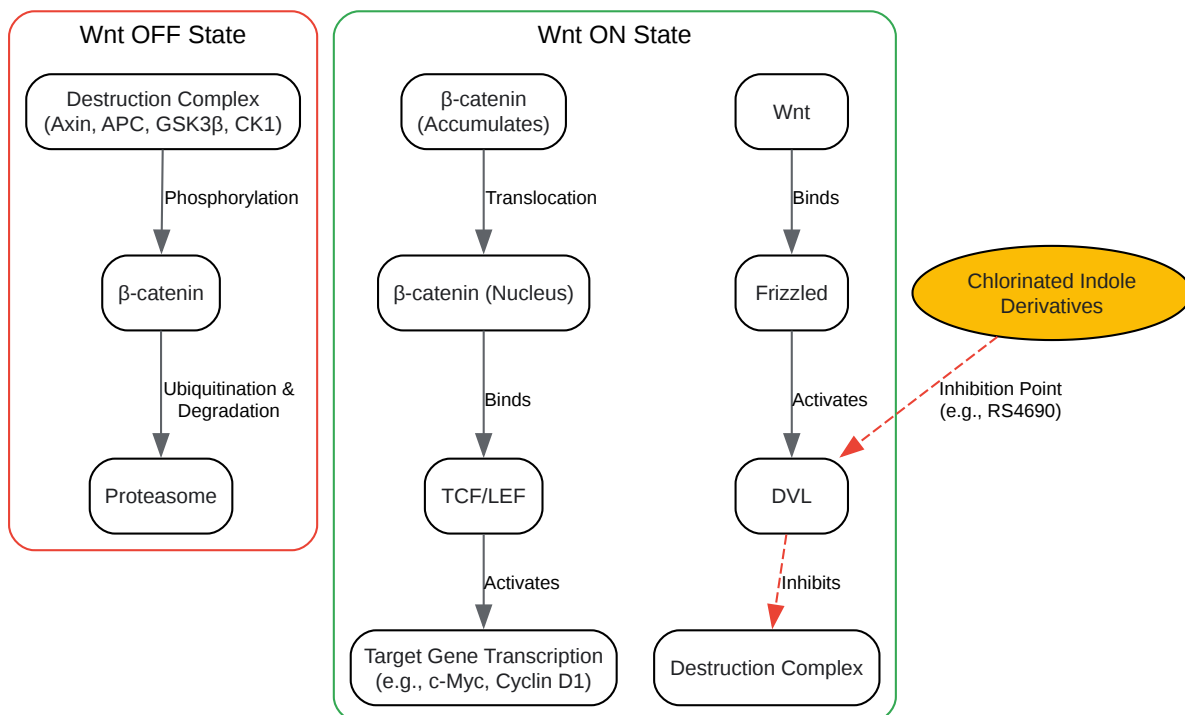 Wnt OFF State
Destruction Complex
(Axin, APC, GSK3β, CK1)
Phosphorylation
β-catenin
Ubiquitination &
Degradation
Proteasome
Wnt ON State
β-catenin
(Accumulates)
Translocation
β-catenin (Nucleus)
Binds
TCF/LEF
Activates
Target Gene Transcription
(e.g., c-Myc, Cyclin D1)
Wnt
Binds
Frizzled
Activates
DVL
Inhibits
Destruction Complex
Chlorinated Indole
Derivatives
Inhibition Point
(e.g., RS4690)